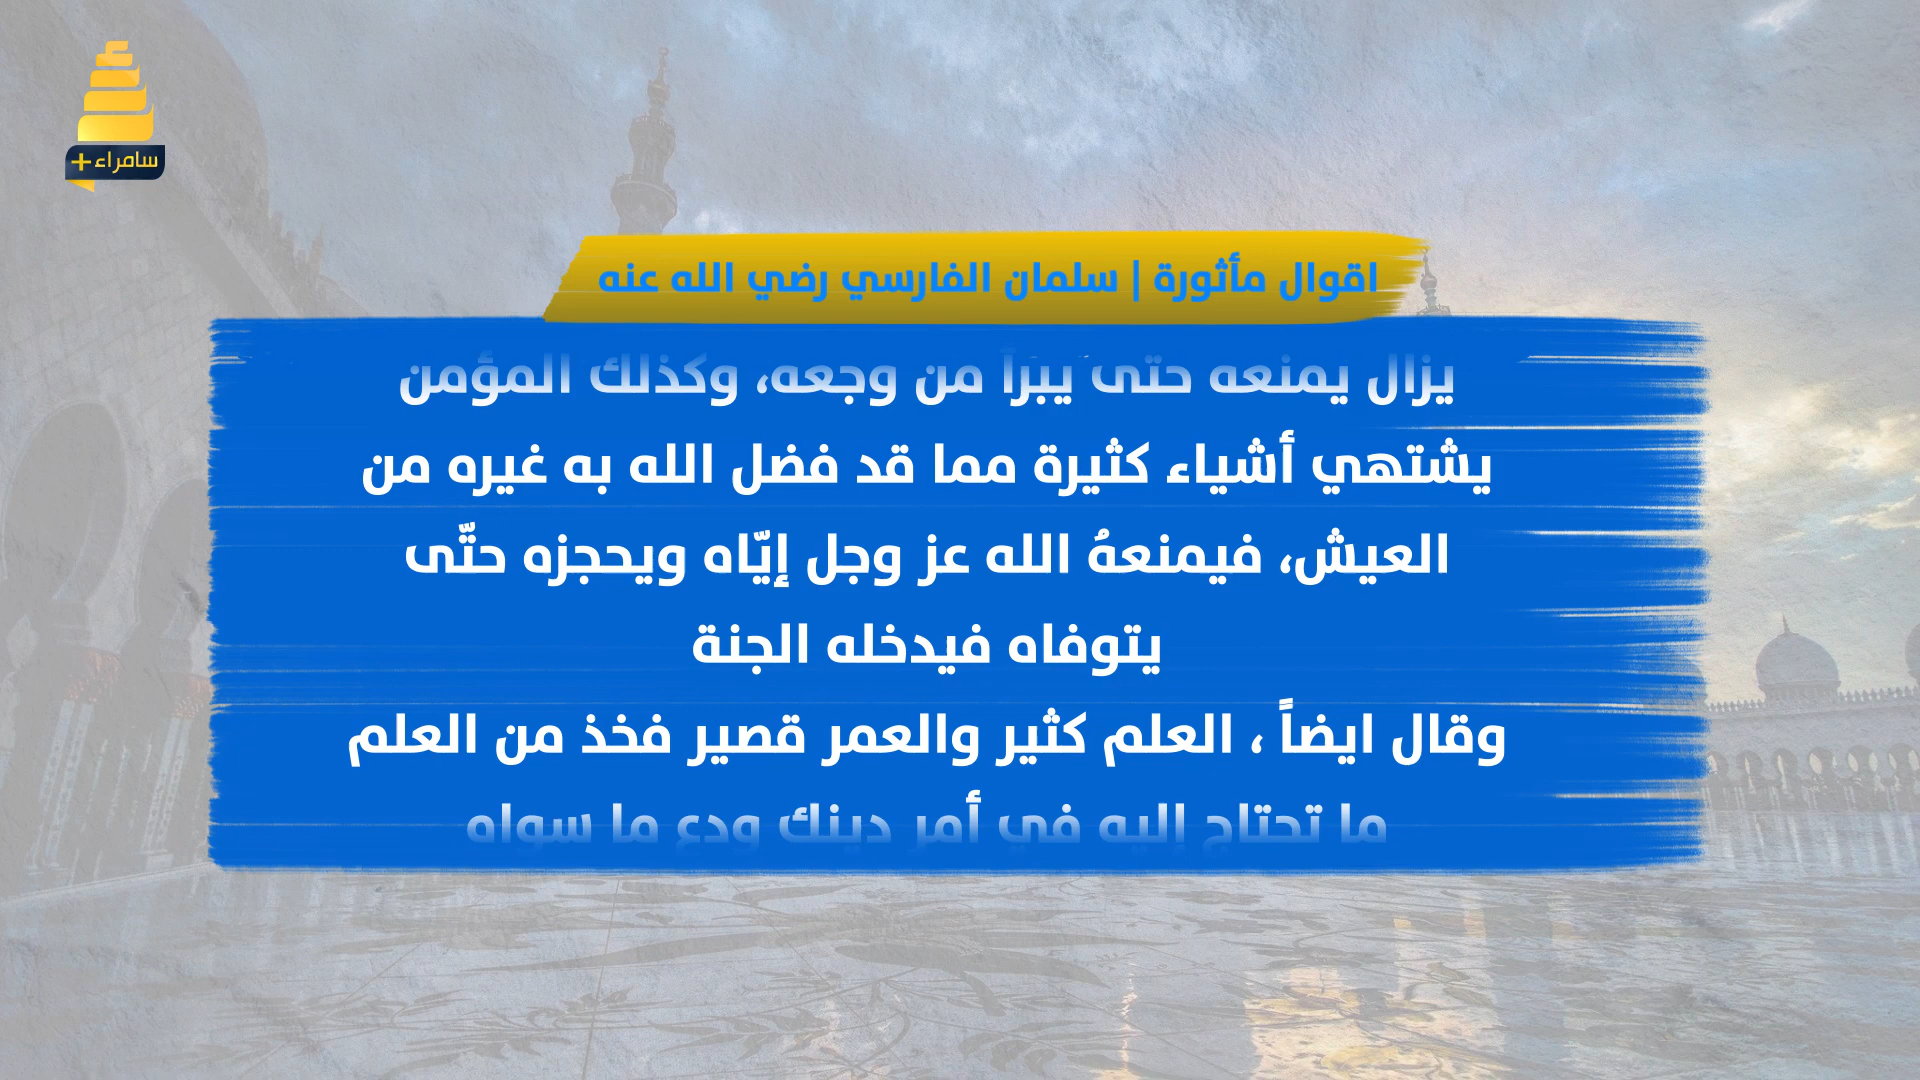 سامراء+
اقوال مأثورة | سلمان الفارسي رضي الله عنه
يزال يمنعه حتى يبرأ من وجعه، وكذلك المؤمن
يشتهي أشياء كثيرة مما قد فضل الله به غيره من
العيش، فيمنعهُ الله عز وجل إيّاه ويحجزه حتّى
يتوفاه فيدخله الجنة
وقال ايضاً ، العلم كثير والعمر قصير فخذ من العلم
ما تحتاج إليه في أمر دينك ودع ما سواه